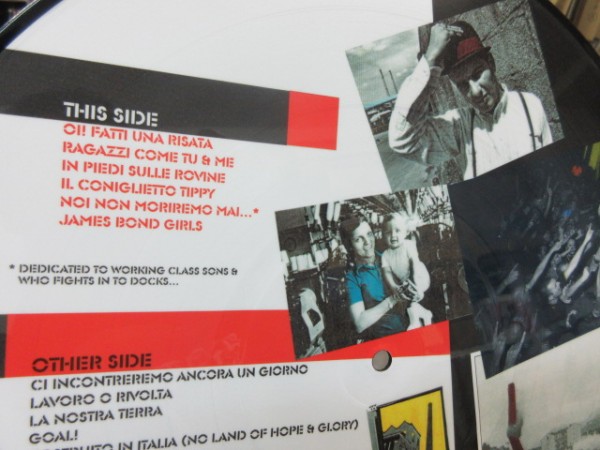 THIS SIDE
OI! FATTI UNA RISATA
RAGAZZI COME TU & ME
IN PIEDI SULLE ROVINE
IL CONIGLIETTO TIPPY
NOI NON MORIREMO MAI...*
JAMES BOND GIRLS
* DEDICATED TO WORKING CLASS SONS &
WHO FIGHTS IN TO DOCKS...
OTHER SIDE
CI INCONTREREMO ANCORA UN GIORNO
LAVORO O RIVOLTA
LA NOSTRA TERRA
GOAL!
IN ITALIA (NO LAND OF HOPE & GLORY)